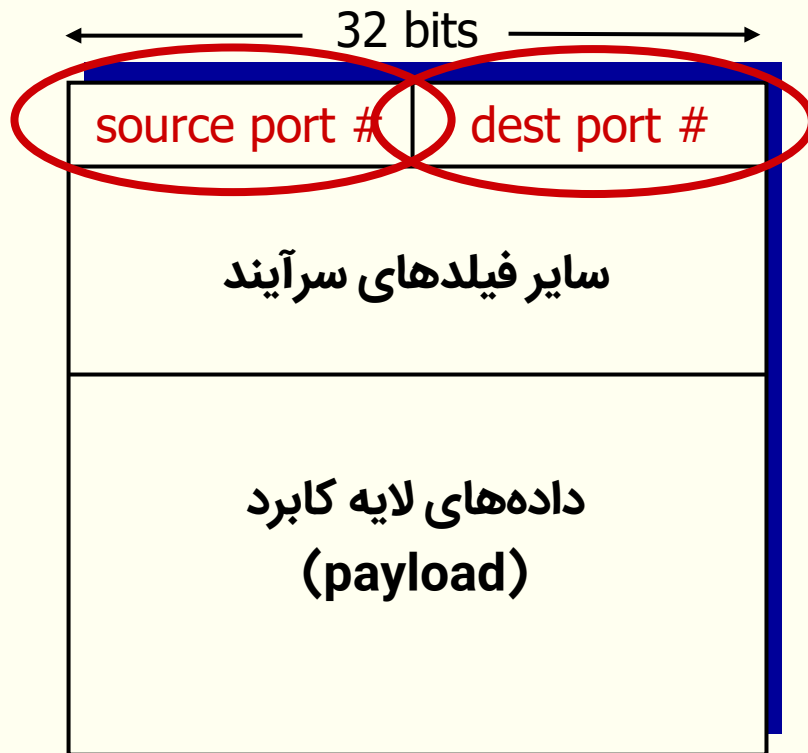 32 bits
source port #
dest port #
سایر فیلدهای سرآیند
داده‌های لایه کابرد
(payload)